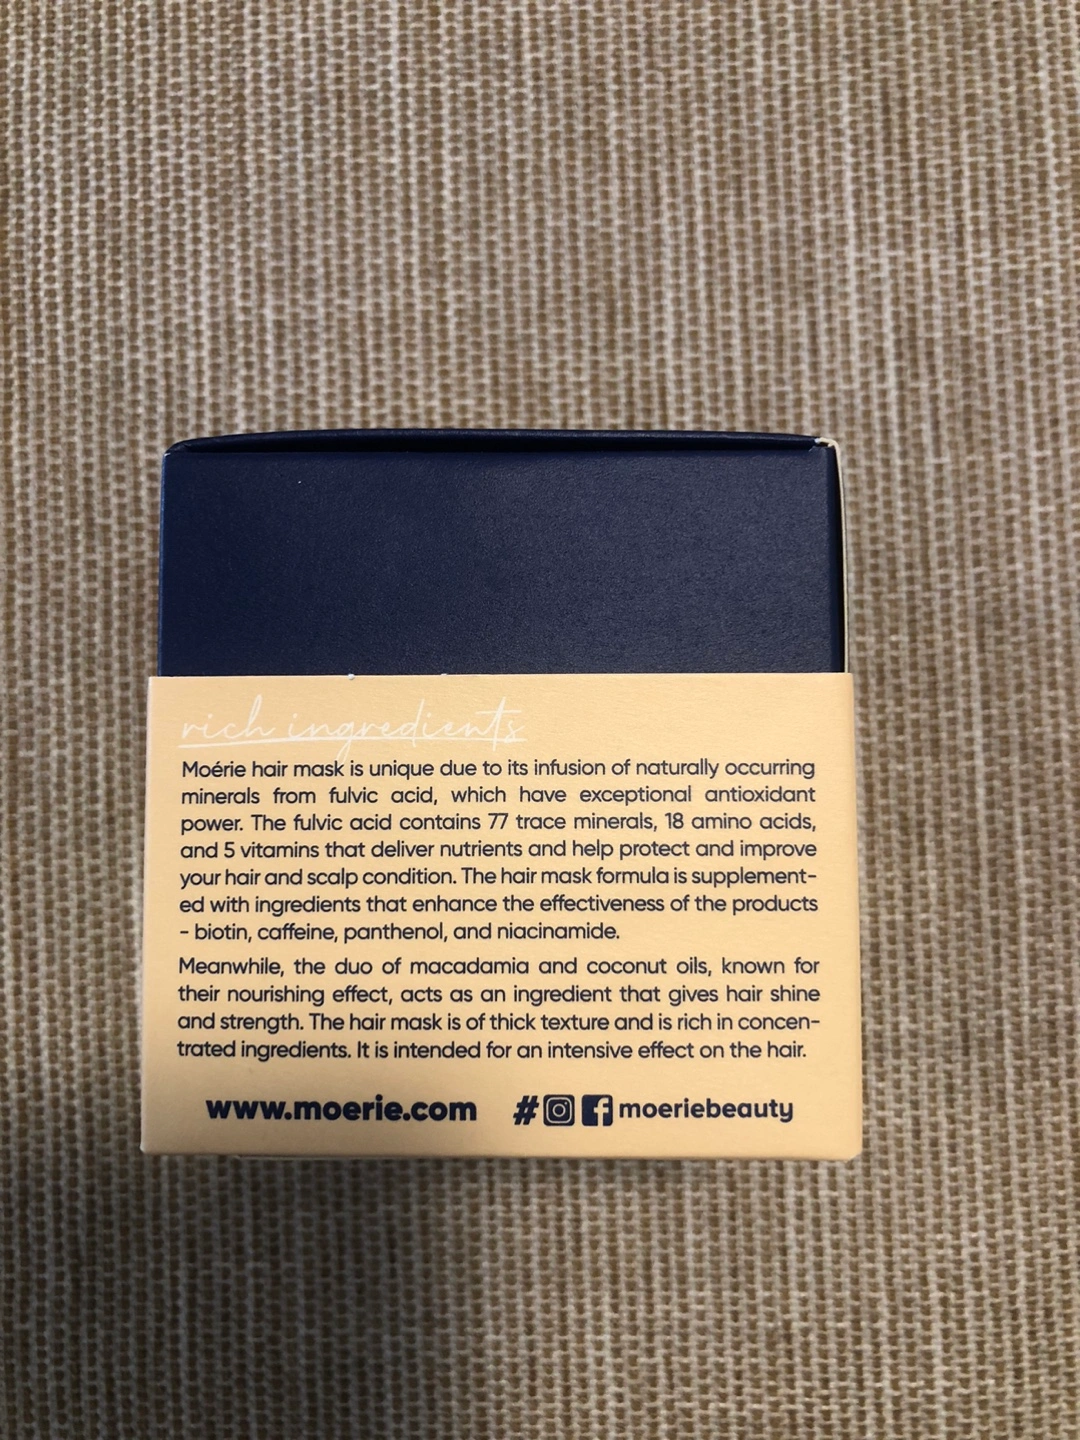 rich ingredients
Moérie hair mask is unique due to its infusion of naturally occurring
minerals from fulvic acid, which have exceptional antioxidant
power. The fulvic acid contains 77 trace minerals, 18 amino acids,
and 5 vitamins that deliver nutrients and help protect and improve
your hair and scalp condition. The hair mask formula is supplement-
ed with ingredients that enhance the effectiveness of the products
- biotin, caffeine, panthenol, and niacinamide.
Meanwhile, the duo of macadamia and coconut oils, known for
their nourishing effect, acts as an ingredient that gives hair shine
and strength. The hair mask is of thick texture and is rich in concen-
trated ingredients. It is intended for an intensive effect on the hair.
www.moerie.com # moeriebeauty